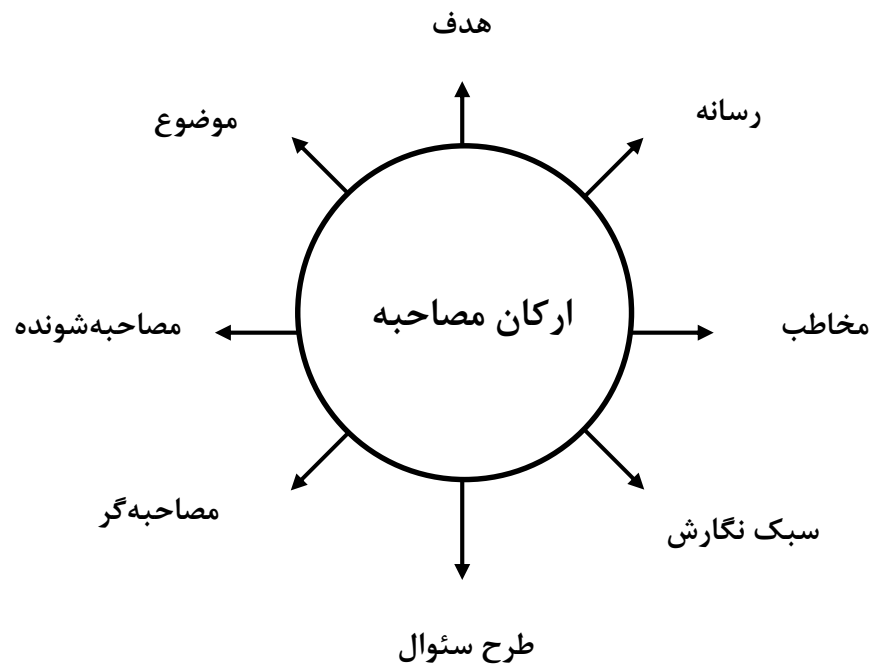 هدف
رسانه
موضوع
ارکان مصاحبه
مخاطب
مصاحبه‌شونده
مصاحبه‌گر
سبک نگارش
طرح سئوال